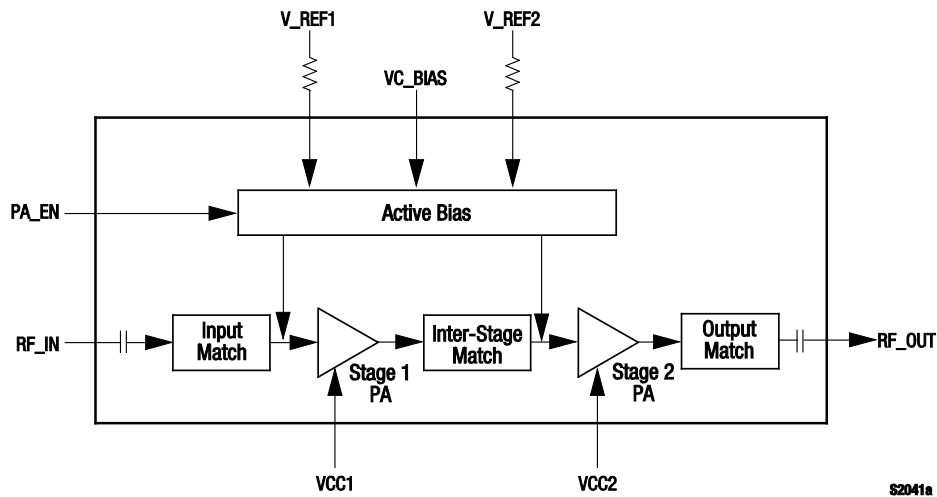 V_REF1
V_REF2
VC_BIAS
PA_EN
Active Bias
RF_IN
Input
Match
Stage 1
PA
Inter-Stage
Match
Stage 2
PA
Output
Match
RF_OUT
VCC1
VCC2
S2041a